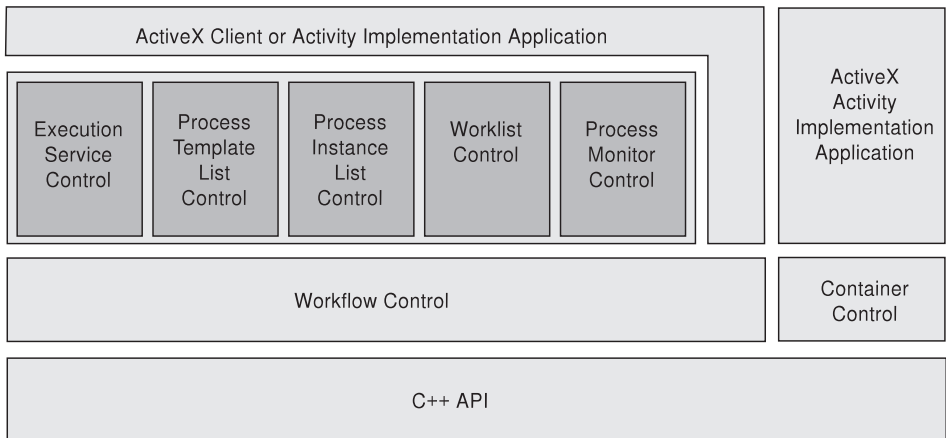 ActiveX Client or Activity Implementation Application
ActiveX
Activity
Implementation
Application
Execution
Service
Control
Process
Template
List
Control
Process
Instance
List
Control
Worklist
Control
Process
Monitor
Control
Workflow Control
Container
Control
C++ API